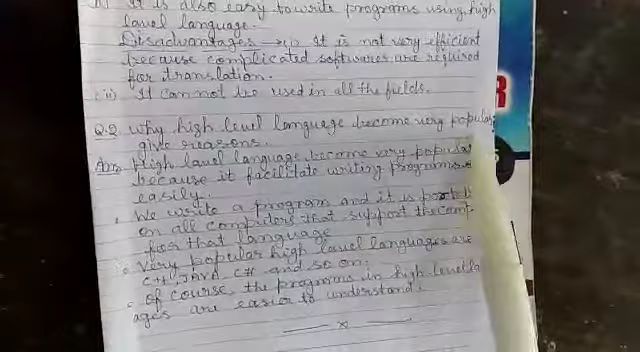 It is also easy to write programs using high
lavel language.
Disadvantages → (i) It is not very efficient
because complicated softwares are required
for translation.
(ii) It can not be used in all the fields.
Q.2 Why high level language become very popular
give reasons.
Ans High lavel language become very popular
because it facilitate writing programs
easily.
We write a program and it is
on all computers that support the
for that language
Very popular high level languages are
C++, JAVA, C# and so on.
Of course, the programs in high level la
ages are easier to understand.
x
R
5